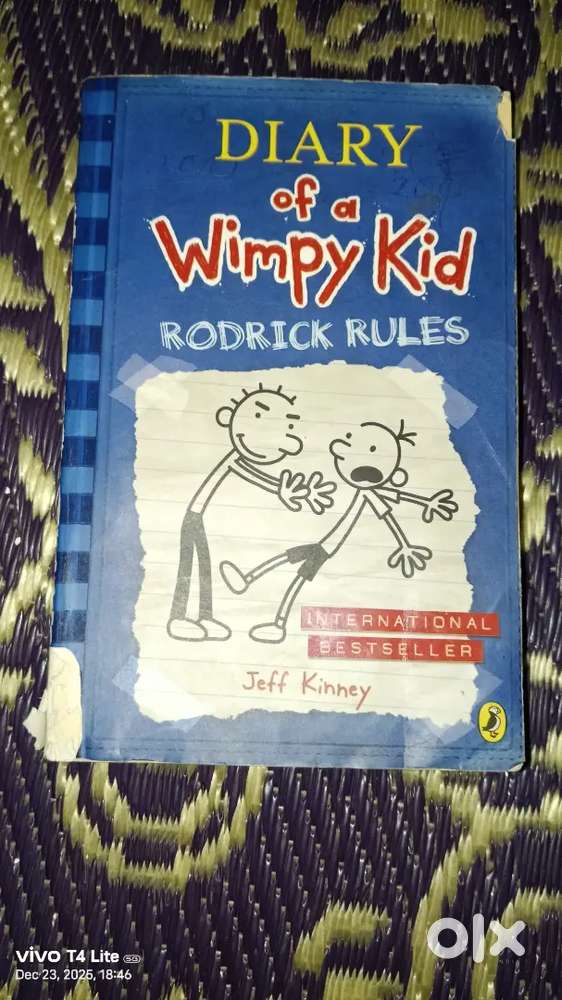 DIARY
of a
Wimpy Kid
RODRICK RULES
INTERNATIONAL
BESTSELLER
Jeff Kinney
vivo T4 Lite 5G
Dec 23, 2025, 18:46
olx